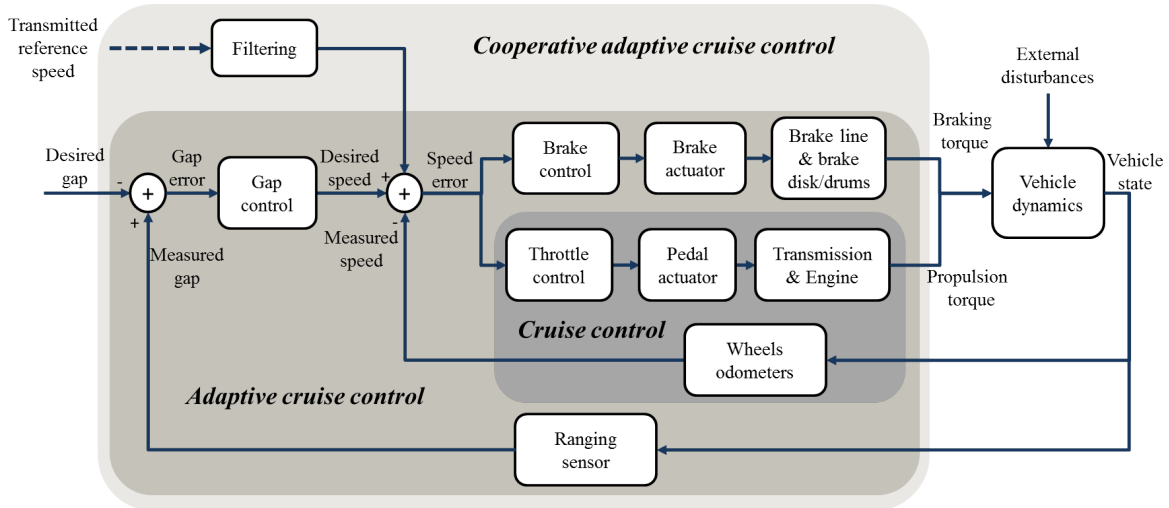 Transmitted
reference
speed
Filtering
Cooperative adaptive cruise control
External
disturbances
Desired
gap
-
+
+
Gap
error
Gap
control
Desired
speed
+
+
-
Measured
gap
Measured
speed
Speed
error
Brake
control
Brake
actuator
Brake line
& brake
disk/drums
Braking
torque
Vehicle
dynamics
Vehicle
state
Throttle
control
Pedal
actuator
Transmission
& Engine
Propulsion
torque
Cruise control
Wheels
odometers
Adaptive cruise control
Ranging
sensor